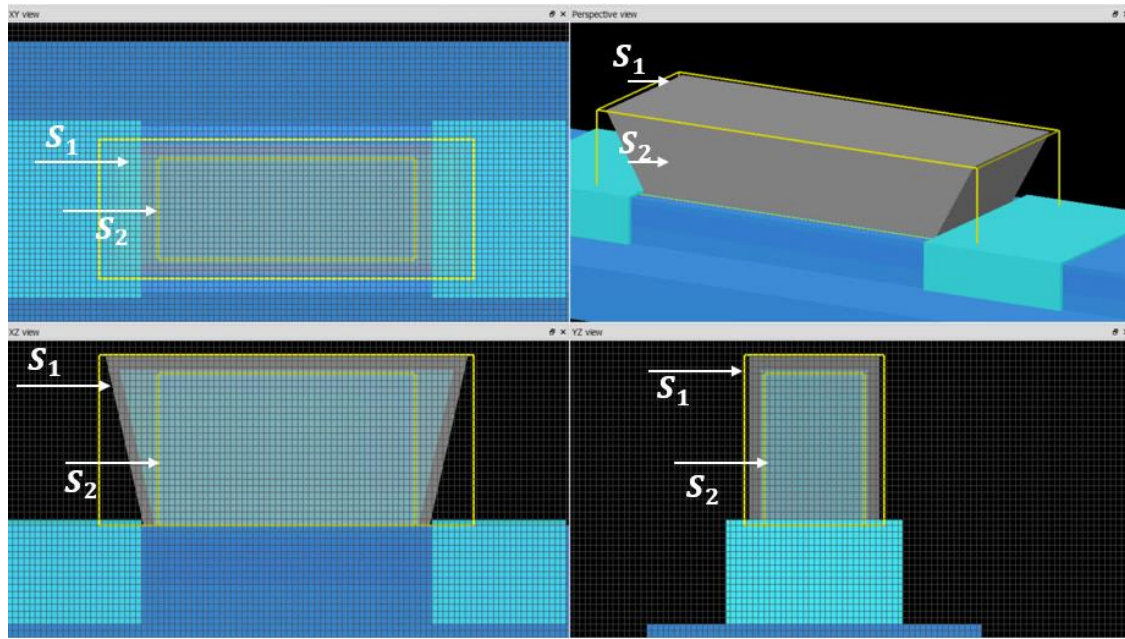 XY view
S₁
S₂
Perspective view
S₁
S₂
XZ view
S₁
S₂
YZ view
S₁
S₂